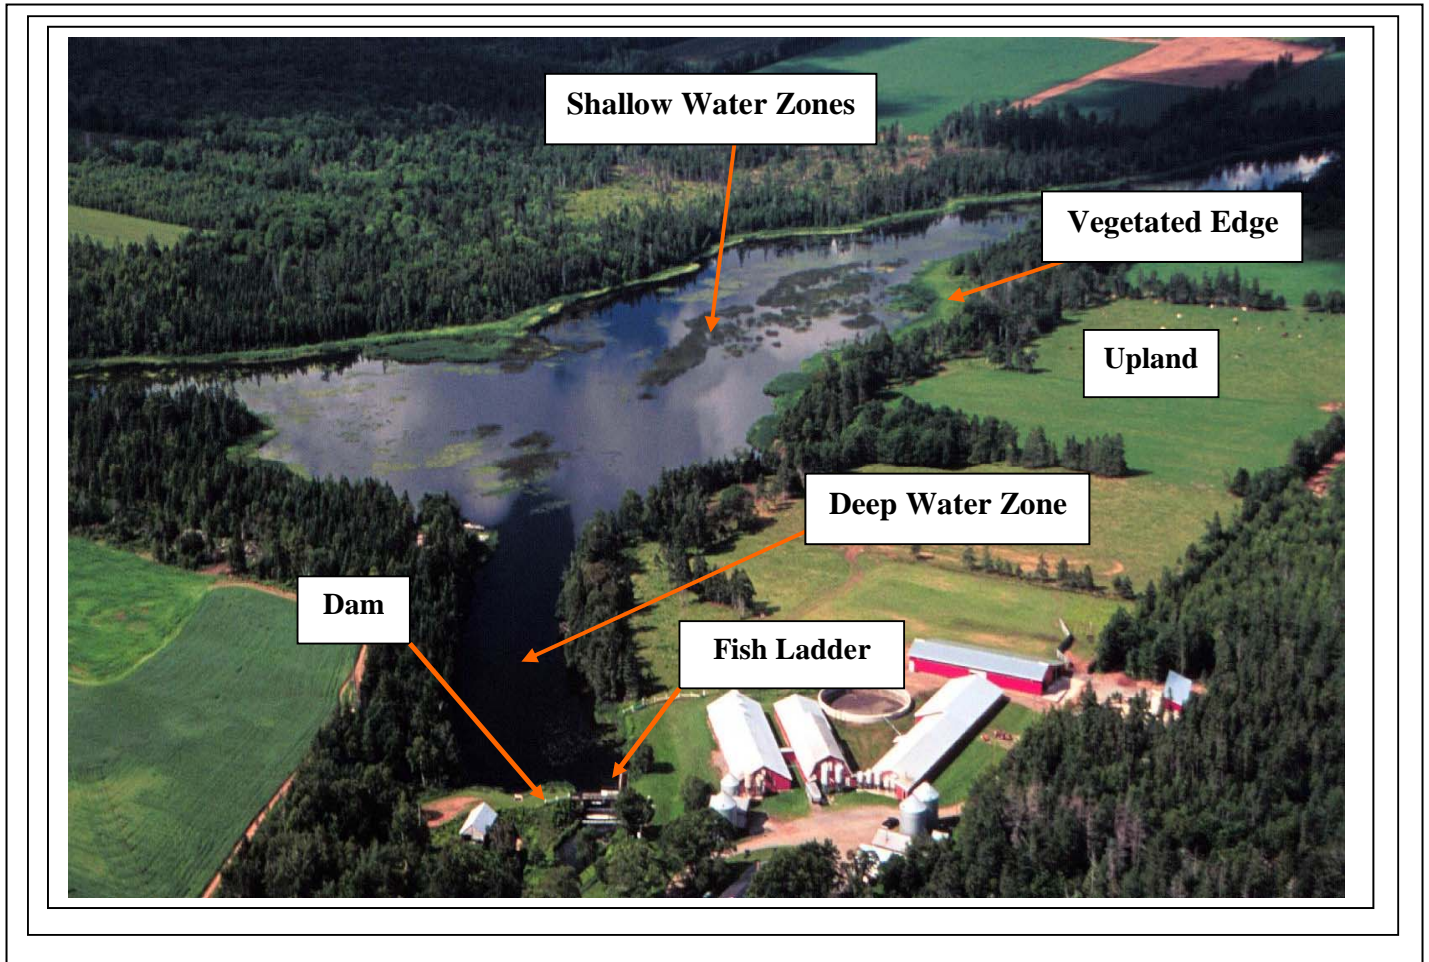 Shallow Water Zones
Vegetated Edge
Upland
Deep Water Zone
Dam
Fish Ladder